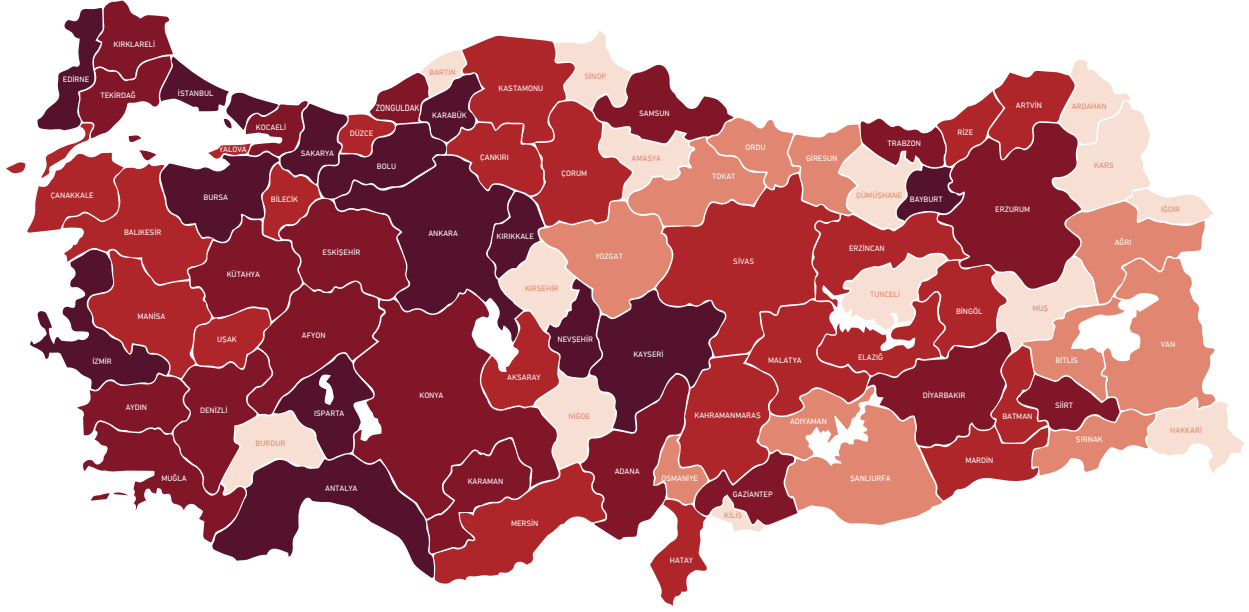 KIRKLARELİ
EDİRNE
TEKİRDAĞ
İSTANBUL
BARTIN
SİNOP
KASTAMONU
ZONGULDAK
KARABÜK
SAMSUN
ARTVİN
ARDAHAN
KOCAELİ
DÜZCE
RİZE
YALOVA
SAKARYA
BOLU
ÇANKIRI
AMASYA
ORDU
GİRESUN
TRABZON
KARS
ÇORUM
TOKAT
ÇANAKKALE
BURSA
BİLECİK
GÜMÜŞHANE
BAYBURT
ERZURUM
IĞDIR
BALIKESİR
ANKARA
KIRIKKALE
ERZİNCAN
AĞRI
ESKİŞEHİR
YOZGAT
SİVAS
KÜTAHYA
KIRŞEHİR
TUNCELİ
MUŞ
BİNGÖL
MANİSA
UŞAK
AFYON
NEVŞEHİR
KAYSERİ
VAN
İZMİR
MALATYA
ELAZIĞ
BİTLİS
AKSARAY
AYDIN
DENİZLİ
ISPARTA
KONYA
NİĞDE
KAHRAMANMARAŞ
ADIYAMAN
DİYARBAKIR
BATMAN
SİİRT
HAKKARİ
BURDUR
ŞIRNAK
MARDİN
MUĞLA
ANTALYA
KARAMAN
ADANA
OSMANİYE
ŞANLIURFA
GAZİANTEP
KİLİS
MERSİN
HATAY